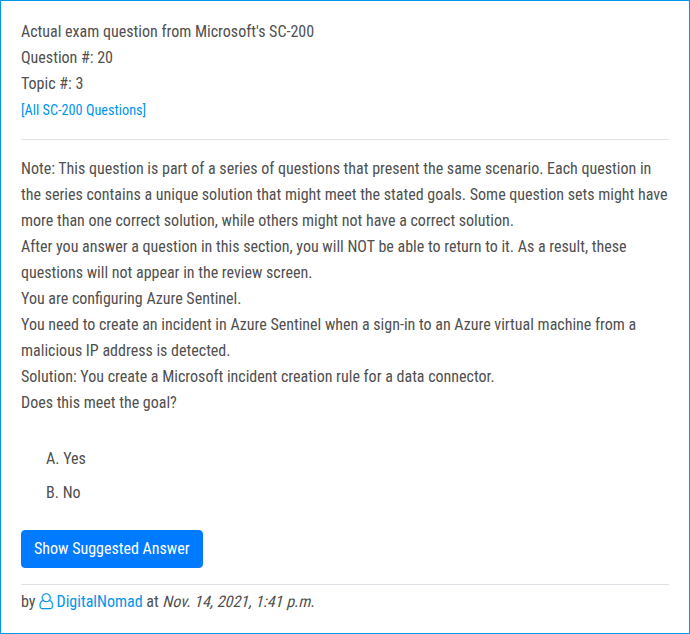 Actual exam question from Microsoft's SC-200
Question #: 20
Topic #: 3
[All SC-200 Questions]
Note: This question is part of a series of questions that present the same scenario. Each question in
the series contains a unique solution that might meet the stated goals. Some question sets might have
more than one correct solution, while others might not have a correct solution.
After you answer a question in this section, you will NOT be able to return to it. As a result, these
questions will not appear in the review screen.
You are configuring Azure Sentinel.
You need to create an incident in Azure Sentinel when a sign-in to an Azure virtual machine from a
malicious IP address is detected.
Solution: You create a Microsoft incident creation rule for a data connector.
Does this meet the goal?
A. Yes
B. No
Show Suggested Answer
by DigitalNomad at Nov. 14, 2021, 1:41 p.m.